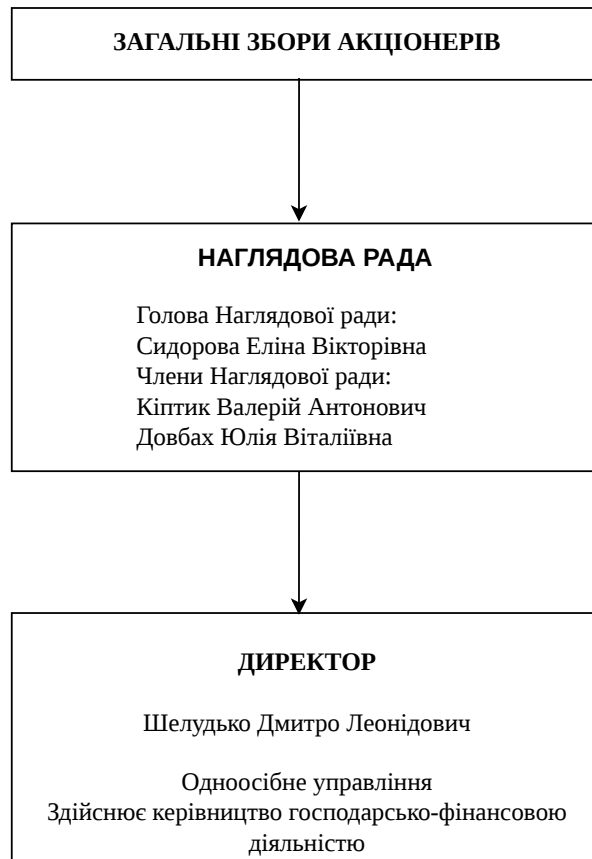 ЗАГАЛЬНІ ЗБОРИ АКЦІОНЕРІВ
НАГЛЯДОВА РАДА
Голова Наглядової ради:
Сидорова Еліна Вікторівна
Члени Наглядової ради:
Кіптик Валерій Антонович
Довбах Юлія Віталіївна
ДИРЕКТОР
Шелудько Дмитро Леонідович
Одноосібне управління
Здійснює керівництво господарсько-фінансовою
діяльністю